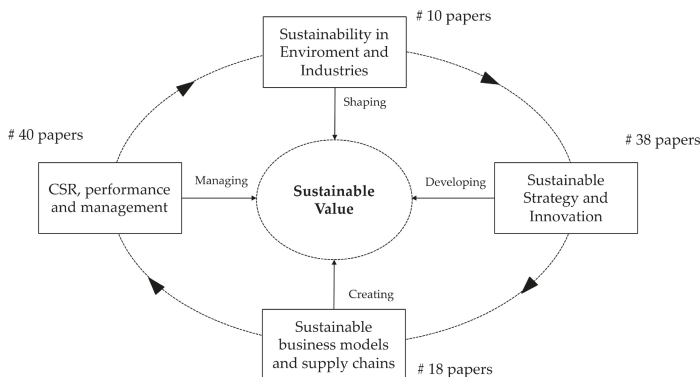 # 10 papers
Sustainability in
Enviroment and
Industries
Shaping
# 40 papers
# 38 papers
CSR, performance
and management
Managing
Sustainable
Value
Developing
Sustainable
Strategy and
Innovation
Creating
Sustainable
business models
and supply chains
# 18 papers